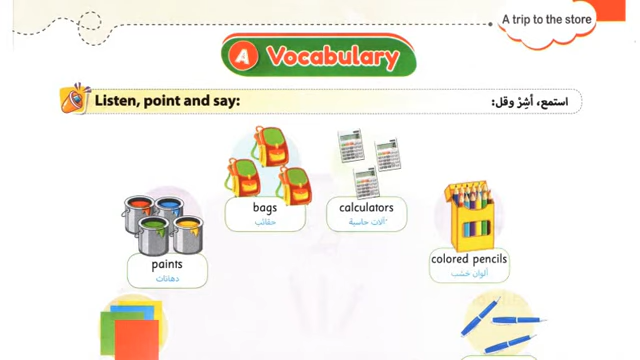 A trip to the store
A Vocabulary
Listen, point and say:
استمع، أَشِرْ وقل:
bags
حقائب
calculators
آلات حاسبة
colored pencils
ألوان خشب
paints
دهانات